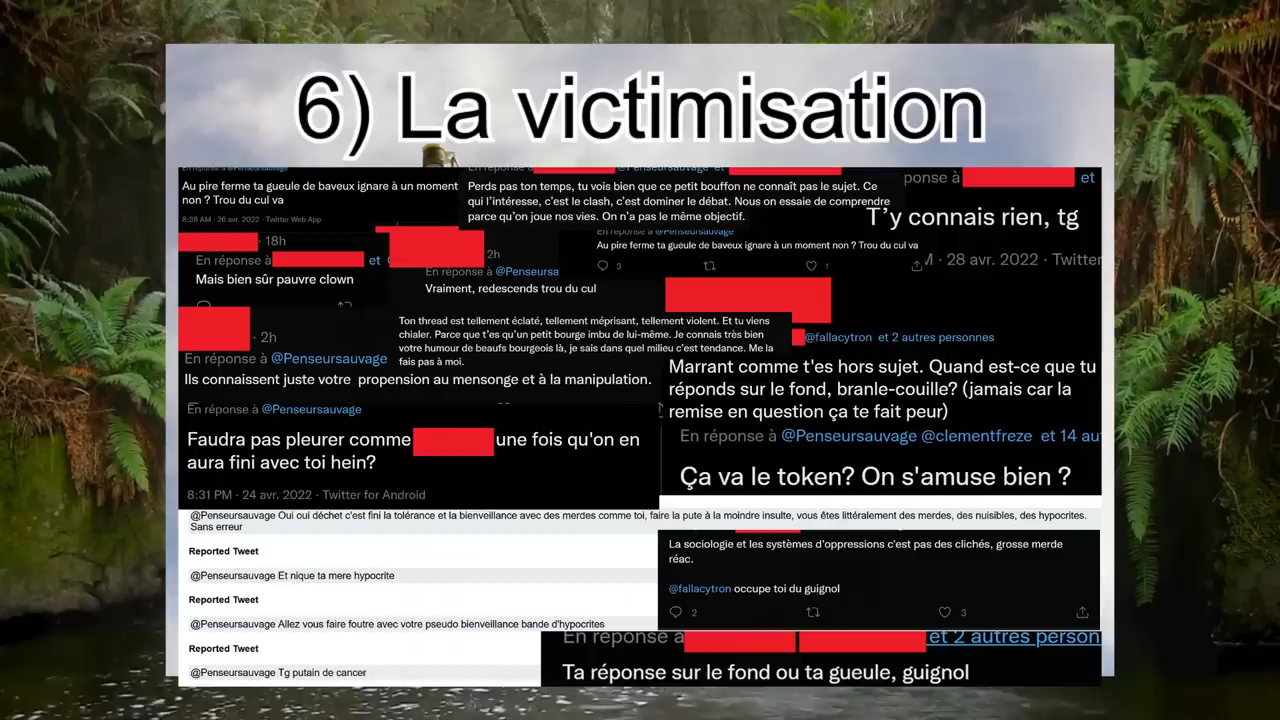 6) La victimisation
En réponse à @Penseursauvage
Au pire ferme ta gueule de baveux ignare à un moment
non ? Trou du cul va
8:38 AM · 26 avr. 2022 · Twitter Web App
En réponse à @Penseursauvage et
Perds pas ton temps, tu vois bien que ce petit bouffon ne connaît pas le sujet. Ce
qui l'intéresse, c'est le clash, c'est dominer le débat. Nous on essaie de comprendre
parce qu'on joue nos vies. On n'a pas le même objectif.
ponse à et
T'y connais rien, tg
M · 28 avr. 2022 · Twitter
· 18h
En réponse à et
Mais bien sûr pauvre clown
2h
En réponse à @Penseursa
Vraiment, redescends trou du cul
En réponse à @Penseursauvage
Au pire ferme ta gueule de baveux ignare à un moment non ? Trou du cul va
3 1
· 2h
En réponse à @Penseursauvage
Ils connaissent juste votre propension au mensonge et à la manipulation.
Ton thread est tellement éclaté, tellement méprisant, tellement violent. Et tu viens
chialer. Parce que t'es qu'un petit bourge imbu de lui-même. Je connais très bien
votre humour de beaufs bourgeois là, je sais dans quel milieu c'est tendance. Me la
fais pas à moi.
@fallacytron et 2 autres personnes
Marrant comme t'es hors sujet. Quand est-ce que tu
réponds sur le fond, branle-couille? (jamais car la
remise en question ça te fait peur)
En réponse à @Penseursauvage
Faudra pas pleurer comme une fois qu'on en
aura fini avec toi hein?
8:31 PM · 24 avr. 2022 · Twitter for Android
En réponse à @Penseursauvage @clementfreze et 14 au
Ça va le token? On s'amuse bien ?
@Penseursauvage Oui oui déchet c'est fini la tolérance et la bienveillance avec des merdes comme toi, faire la pute à la moindre insulte, vous êtes littéralement des merdes, des nuisibles, des hypocrites.
Sans erreur
Reported Tweet
@Penseursauvage Et nique ta mere hypocrite
Reported Tweet
@Penseursauvage Allez vous faire foutre avec votre pseudo bienveillance bande d'hypocrites
Reported Tweet
@Penseursauvage Tg putain de cancer
La sociologie et les systèmes d'oppressions c'est pas des clichés, grosse merde
réac.
@fallacytron occupe toi du guignol
2 3
En réponse à et 2 autres person
Ta réponse sur le fond ou ta gueule, guignol